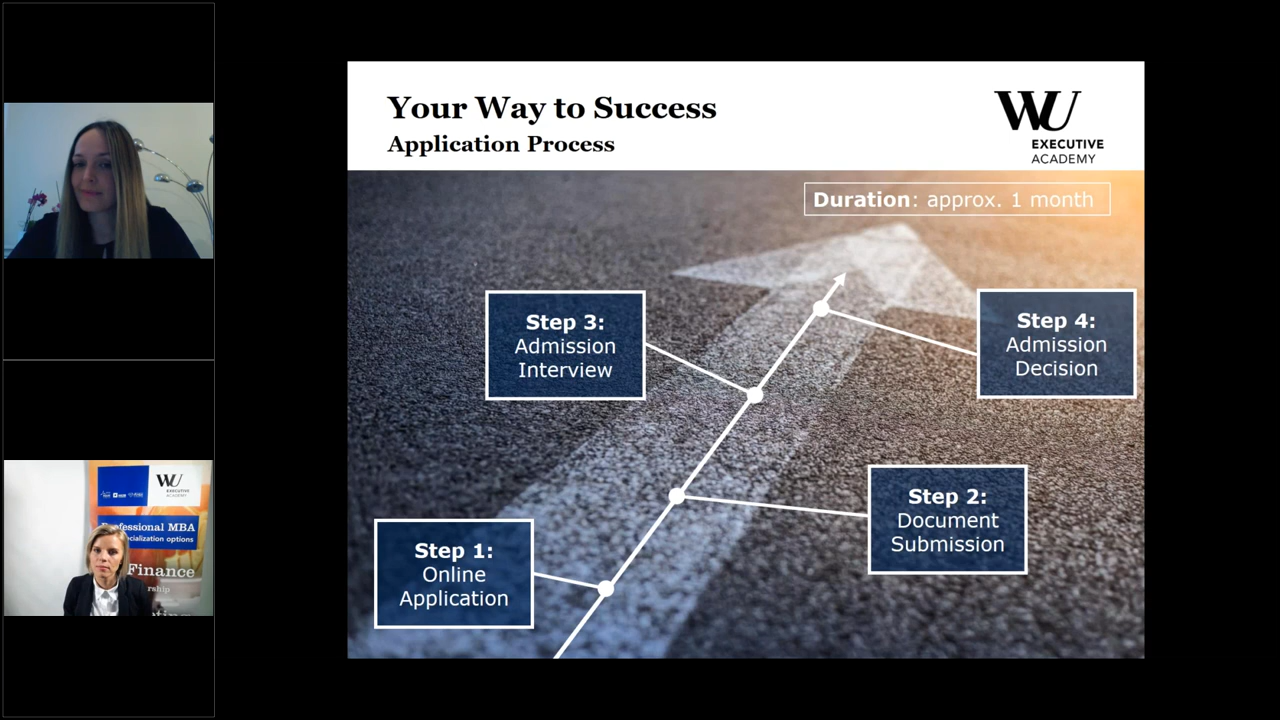 Your Way to Success
Application Process
WU
EXECUTIVE
ACADEMY
Duration: approx. 1 month
Step 3:
Admission
Interview
Step 4:
Admission
Decision
Step 2:
Document
Submission
Step 1:
Online
Application
WU
EXECUTIVE
ACADEMY
Professional MBA
Finance